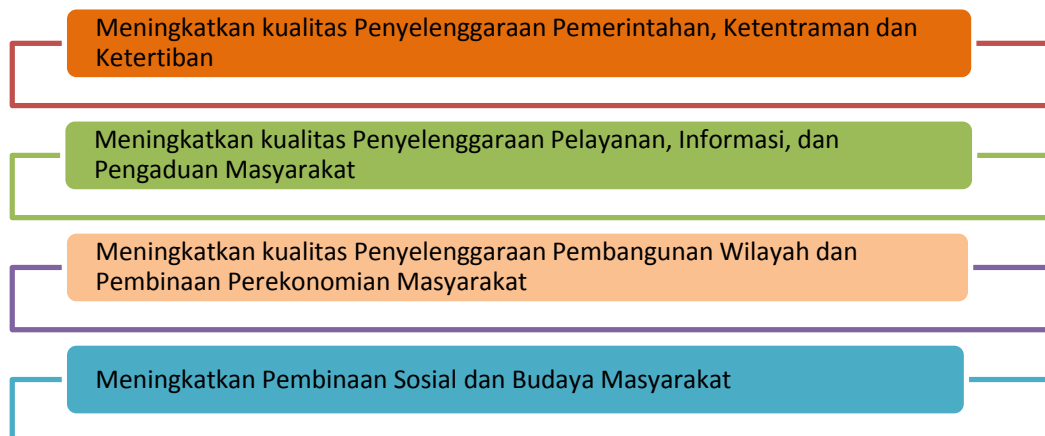 Meningkatkan kualitas Penyelenggaraan Pemerintahan, Ketentraman dan
Ketertiban
Meningkatkan kualitas Penyelenggaraan Pelayanan, Informasi, dan
Pengaduan Masyarakat
Meningkatkan kualitas Penyelenggaraan Pembangunan Wilayah dan
Pembinaan Perekonomian Masyarakat
Meningkatkan Pembinaan Sosial dan Budaya Masyarakat